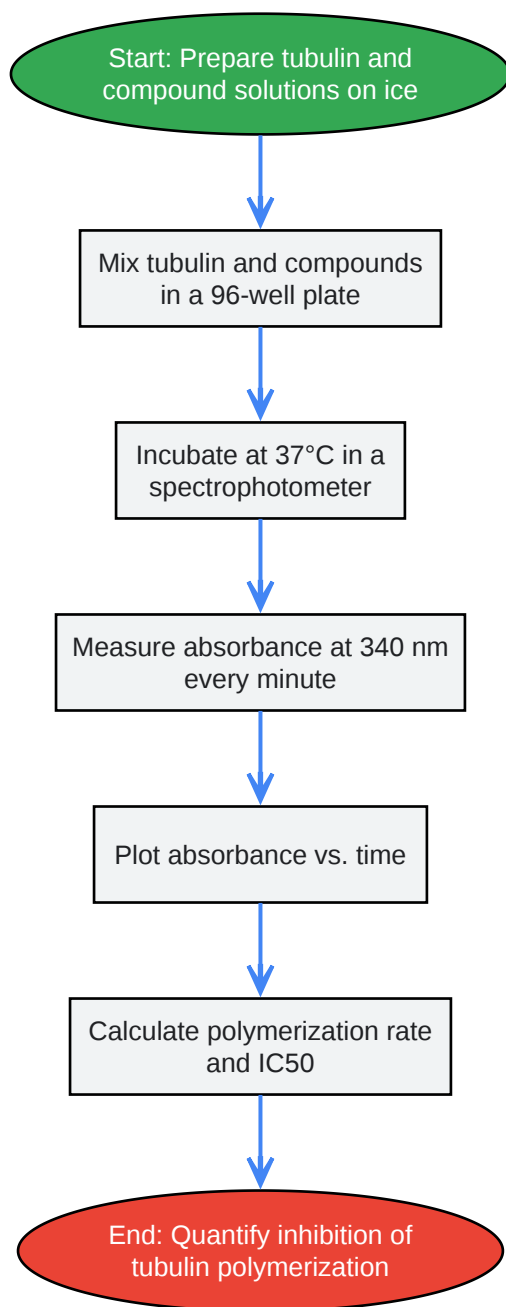 Start: Prepare tubulin and
compound solutions on ice
Mix tubulin and compounds
in a 96-well plate
Incubate at 37°C in a
spectrophotometer
Measure absorbance at 340 nm
every minute
Plot absorbance vs. time
Calculate polymerization rate
and IC50
End: Quantify inhibition of
tubulin polymerization